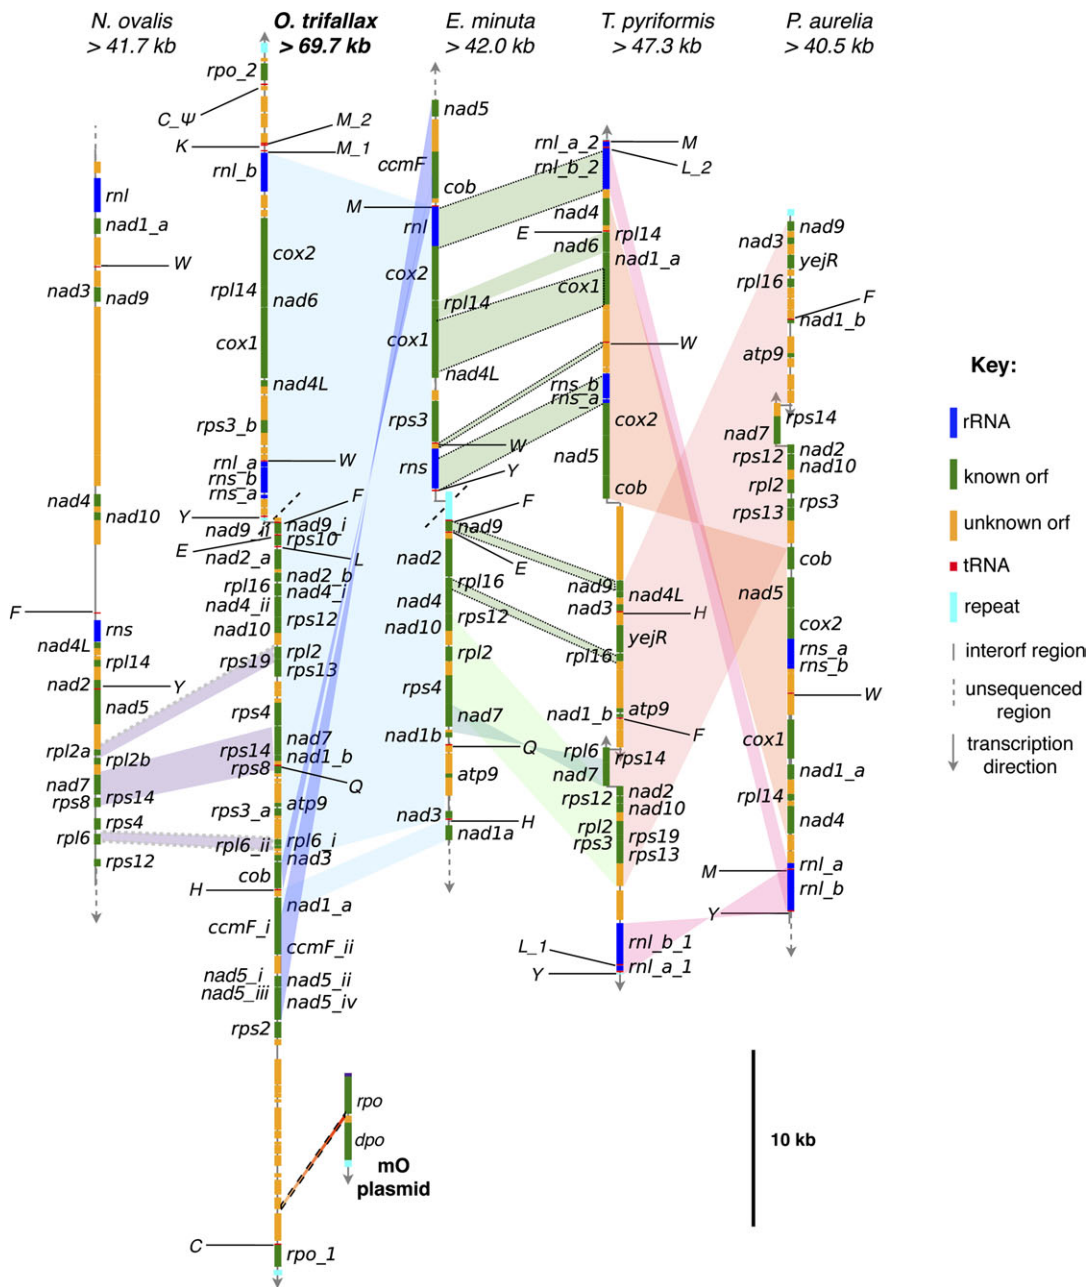 N. ovalis
> 41.7 kb
O. trifallax
> 69.7 kb
E. minuta
> 42.0 kb
T. pyriformis
> 47.3 kb
P. aurelia
> 40.5 kb
rnl
nad1_a
W
nad3
nad9
nad4
nad10
F
rns
nad4L
rpl14
nad2
Y
nad5
rpl2a
rpl2b
nad7
rps8
rps14
rps4
rpl6
rps12
rpo_2
C_Ψ
M_2
K
M_1
rnl_b
cox2
rpl14
nad6
cox1
nad4L
rps3_b
rnl_a
W
rns_b
rns_a
Y
F
nad9_ii
nad9_i
E
rps10
nad2_a
L
nad2_b
rpl16
nad4_i
nad4_ii
rps12
nad10
rpl2
rps19
rps13
rps4
nad7
rps14
nad1_b
rps8
Q
rps3_a
atp9
rpl6_i
rpl6_ii
nad3
cob
H
nad1_a
ccmF_i
ccmF_ii
nad5_i
nad5_ii
nad5_iii
nad5_iv
rps2
C
rpo_1
rpo
dpo
mO
plasmid
nad5
ccmF
cob
M
rnl
cox2
rpl14
cox1
nad4L
rps3
W
rns
Y
F
nad9
E
nad2
rpl16
nad4
rps12
nad10
rpl2
rps4
nad7
nad1b
Q
atp9
nad3
H
nad1a
M
rnl_a_2
L_2
rnl_b_2
nad4
E
rpl14
nad6
nad1_a
cox1
W
rns_b
rns_a
cox2
nad5
cob
nad9
nad4L
nad3
H
yejR
rpl16
atp9
nad1_b
F
rpl6
rps14
nad7
nad2
rps12
nad10
rpl2
rps19
rps3
rps13
L_1
rnl_b_1
Y
rnl_a_1
nad9
nad3
yejR
rpl16
F
nad1_b
atp9
rps14
nad7
nad2
rps12
nad10
rpl2
rps3
rps13
cob
nad5
cox2
rns_a
rns_b
W
cox1
nad1_a
rpl14
nad4
rnl_a
M
rnl_b
Y
10 kb
Key:
rRNA
known orf
unknown orf
tRNA
repeat
interorf region
unsequenced
region
transcription
direction